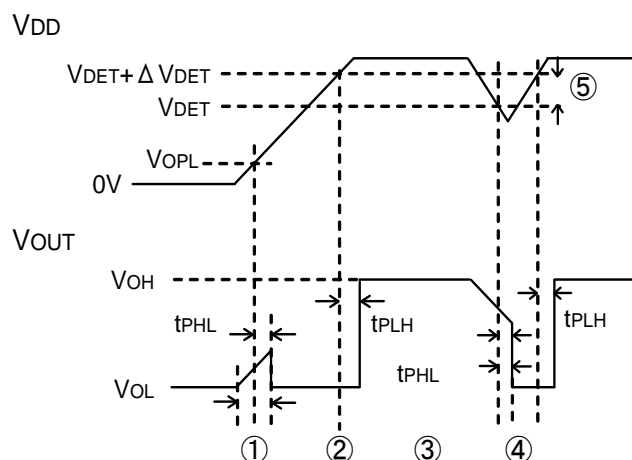 VDD
VDET+ΔVDET
VDET
⑤
VOPL
0V
VOUT
VOH
tPHL
tPLH
tPLH
tPHL
VOL
① ② ③ ④